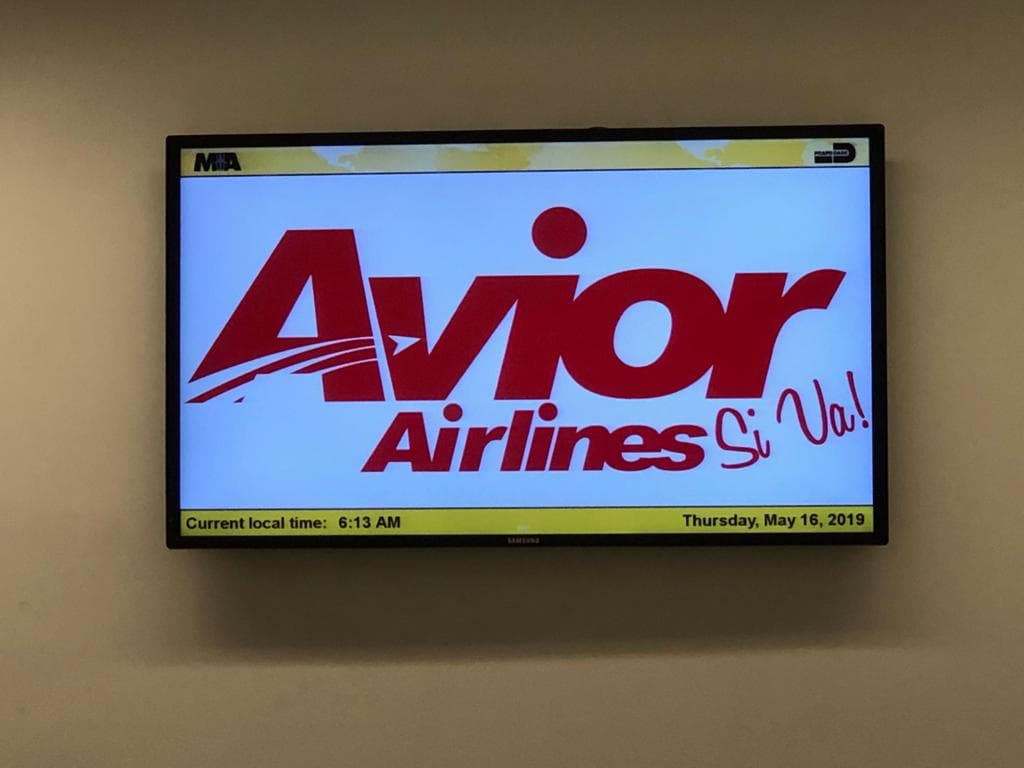 MIA
Avior
Airlines Si Va!
Current local time: 6:13 AM
Thursday, May 16, 2019
SAMSUNG